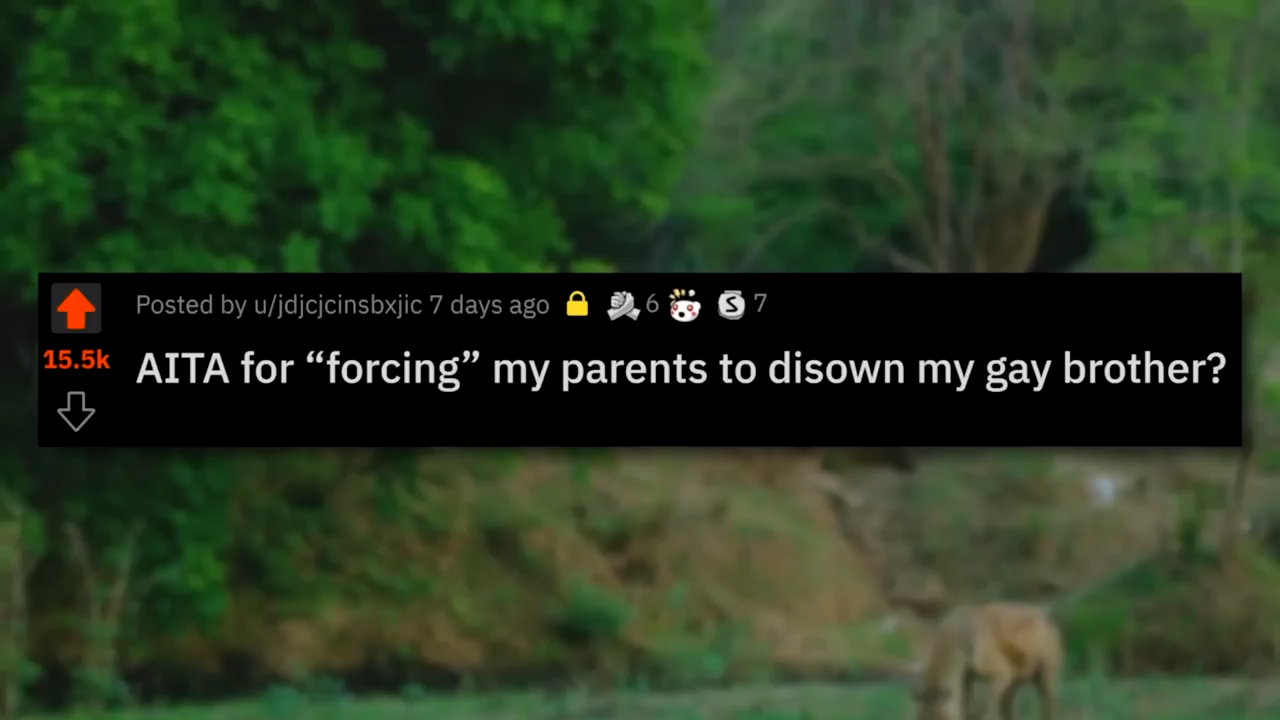 Posted by u/jdjcjcinsbxjic 7 days ago 6 S 7
15.5k
AITA for “forcing” my parents to disown my gay brother?